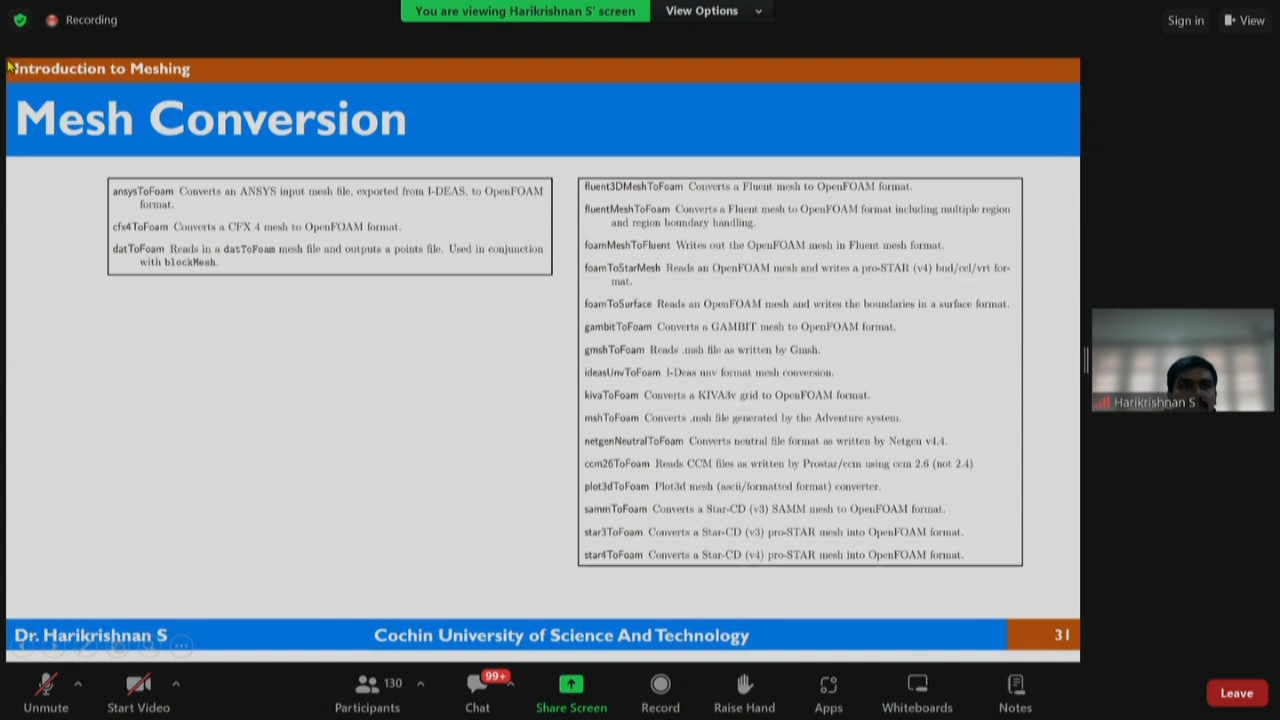 Recording
You are viewing Harikrishnan S' screen
View Options
Sign in
View
Introduction to Meshing
Mesh Conversion
ansysToFoam Converts an ANSYS input mesh file, exported from I-DEAS, to OpenFOAM
format.
cfx4ToFoam Converts a CFX 4 mesh to OpenFOAM format.
datToFoam Reads in a datToFoam mesh file and outputs a points file. Used in conjunction
with blockMesh.
fluent3DMeshToFoam Converts a Fluent mesh to OpenFOAM format.
fluentMeshToFoam Converts a Fluent mesh to OpenFOAM format including multiple region
and region boundary handling.
foamMeshToFluent Writes out the OpenFOAM mesh in Fluent mesh format.
foamToStarMesh Reads an OpenFOAM mesh and writes a pro-STAR (v4) bnd/cel/vrt for-
mat.
foamToSurface Reads an OpenFOAM mesh and writes the boundaries in a surface format.
gambitToFoam Converts a GAMBIT mesh to OpenFOAM format.
gmshToFoam Reads .msh file as written by Gmsh.
ideasUnvToFoam I-Deas unv format mesh conversion.
kivaToFoam Converts a KIVA3v grid to OpenFOAM format.
mshToFoam Converts .msh file generated by the Adventure system.
netgenNeutralToFoam Converts neutral file format as written by Netgen v4.4.
ccm26ToFoam Reads CCM files as written by Prostar/ccm using ccm 2.6 (not 2.4)
plot3dToFoam Plot3d mesh (ascii/formatted format) converter.
sammToFoam Converts a Star-CD (v3) SAMM mesh to OpenFOAM format.
star3ToFoam Converts a Star-CD (v3) pro-STAR mesh into OpenFOAM format.
star4ToFoam Converts a Star-CD (v4) pro-STAR mesh into OpenFOAM format.
Harikrishnan S
Dr. Harikrishnan S
Cochin University of Science And Technology
31
Unmute
Start Video
130
Participants
99+
Chat
Share Screen
Record
Raise Hand
Apps
Whiteboards
Notes
Leave